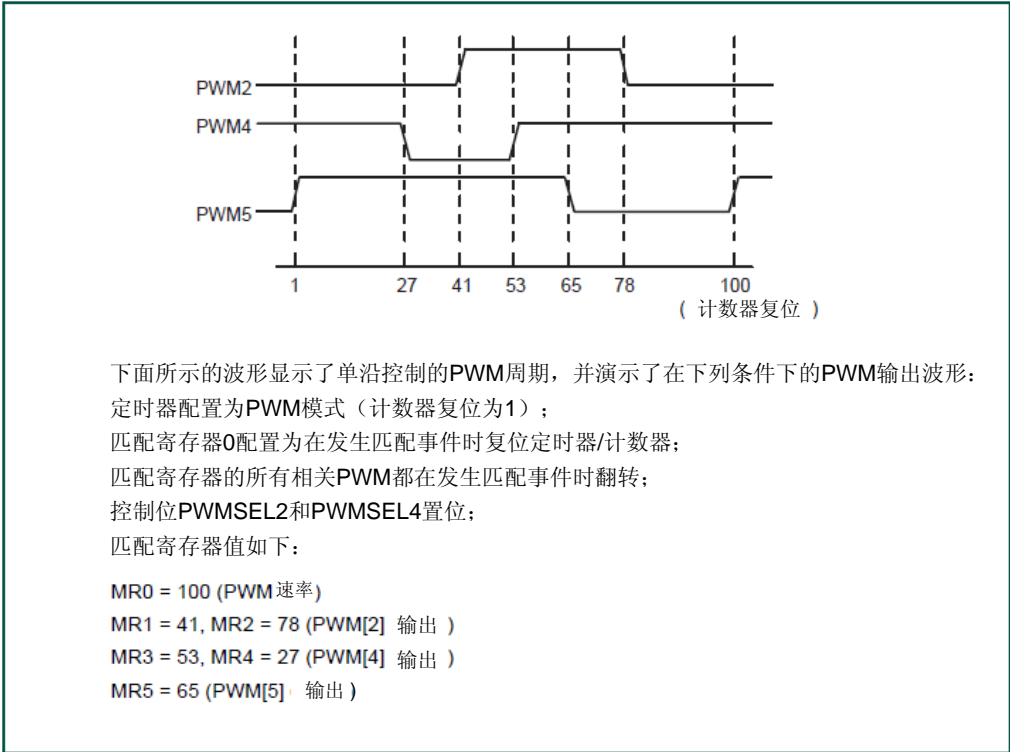 PWM2
PWM4
PWM5
1 27 41 53 65 78 100
( 计数器复位 )
下面所示的波形显示了单沿控制的PWM周期，并演示了在下列条件下的PWM输出波形：
定时器配置为PWM模式（计数器复位为1）；
匹配寄存器0配置为在发生匹配事件时复位定时器/计数器；
匹配寄存器的所有相关PWM都在发生匹配事件时翻转；
控制位PWMSEL2和PWMSEL4置位；
匹配寄存器值如下：
MR0 = 100 (PWM速率)
MR1 = 41, MR2 = 78 (PWM[2] 输出 )
MR3 = 53, MR4 = 27 (PWM[4] 输出 )
MR5 = 65 (PWM[5] 输出 )